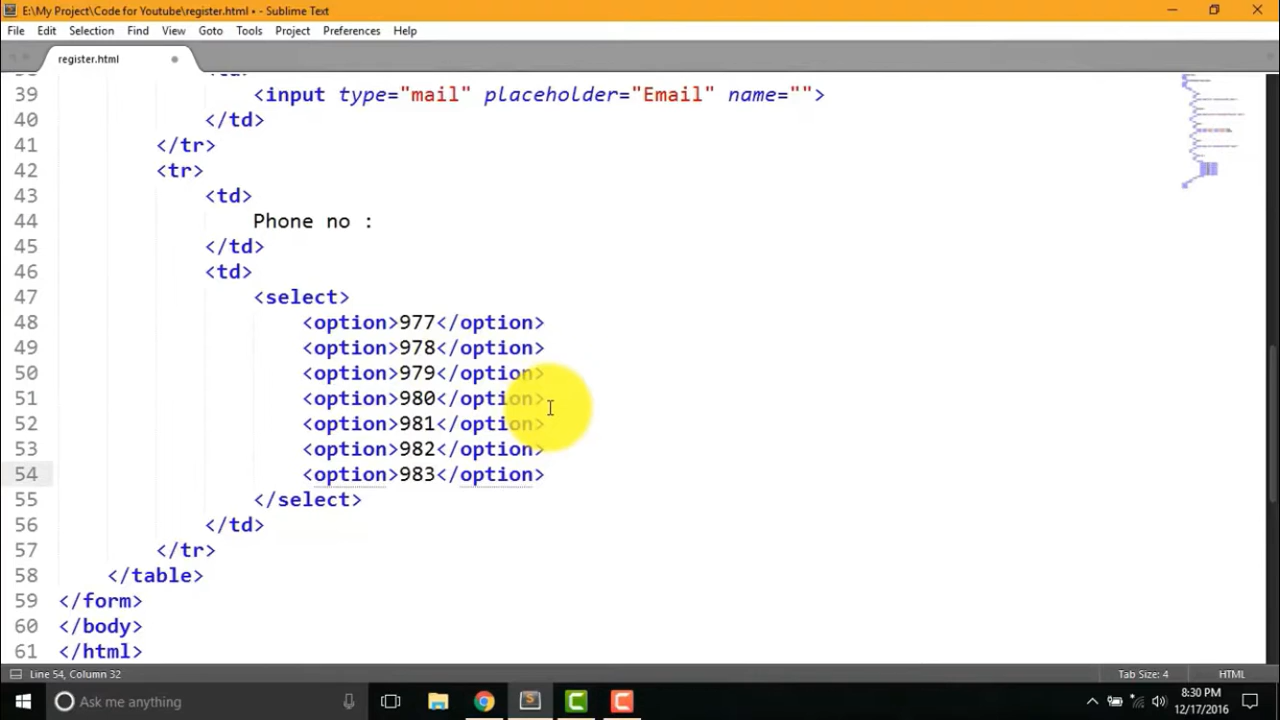 E:\My Project\Code for Youtube\register.html • - Sublime Text
File Edit Selection Find View Goto Tools Project Preferences Help
register.html
39 <input type="mail" placeholder="Email" name="">
40 </td>
41 </tr>
42 <tr>
43 <td>
44 Phone no :
45 </td>
46 <td>
47 <select>
48 <option>977</option>
49 <option>978</option>
50 <option>979</option>
51 <option>980</option>
52 <option>981</option>
53 <option>982</option>
54 <option>983</option>
55 </select>
56 </td>
57 </tr>
58 </table>
59 </form>
60 </body>
61 </html>
Line 54, Column 32 Tab Size: 4 HTML
Ask me anything
8:30 PM
12/17/2016